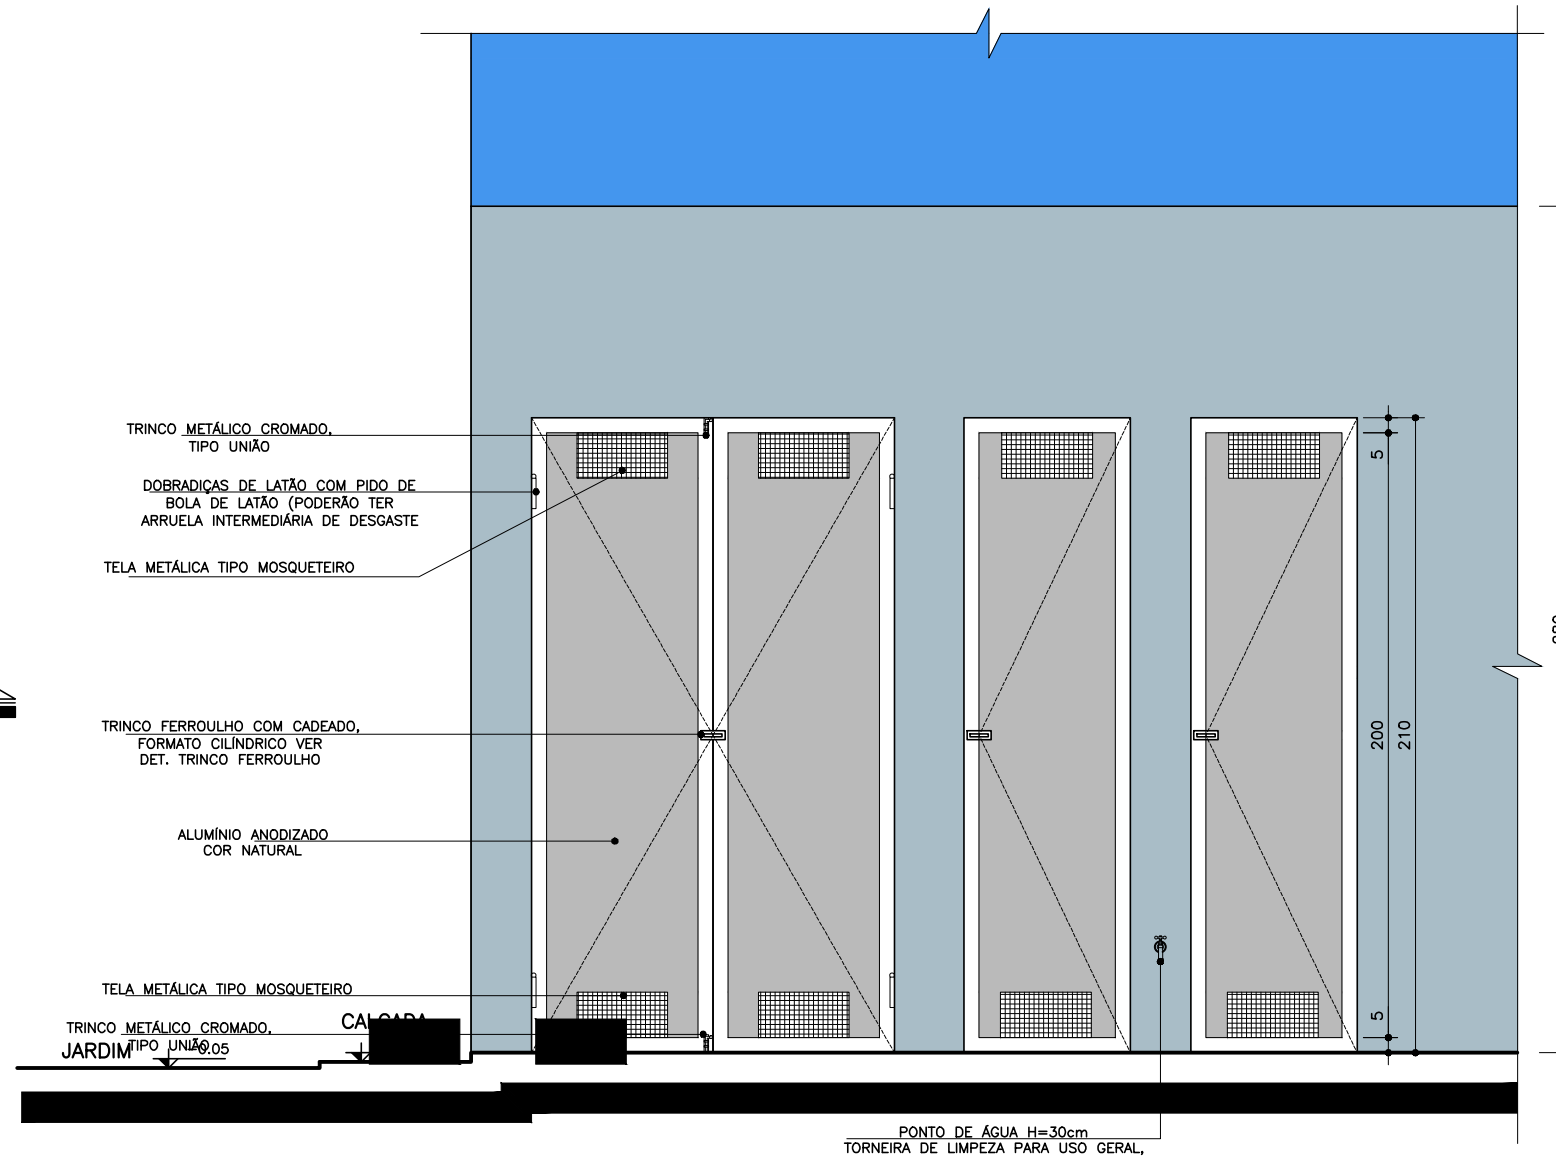 TRINCO METÁLICO CROMADO,
TIPO UNIÃO
DOBRADIÇAS DE LATÃO COM PIDO DE
BOLA DE LATÃO (PODERÃO TER
ARRUELA INTERMEDIÁRIA DE DESGASTE
TELA METÁLICA TIPO MOSQUETEIRO
TRINCO FERROULHO COM CADEADO,
FORMATO CILÍNDRICO VER
DET. TRINCO FERROULHO
ALUMÍNIO ANODIZADO
COR NATURAL
TELA METÁLICA TIPO MOSQUETEIRO
TRINCO METÁLICO CROMADO,
TIPO UNIÃO
CALÇADA
JARDIM
-0.05
5
200
210
5
PONTO DE ÁGUA H=30cm
TORNEIRA DE LIMPEZA PARA USO GERAL,